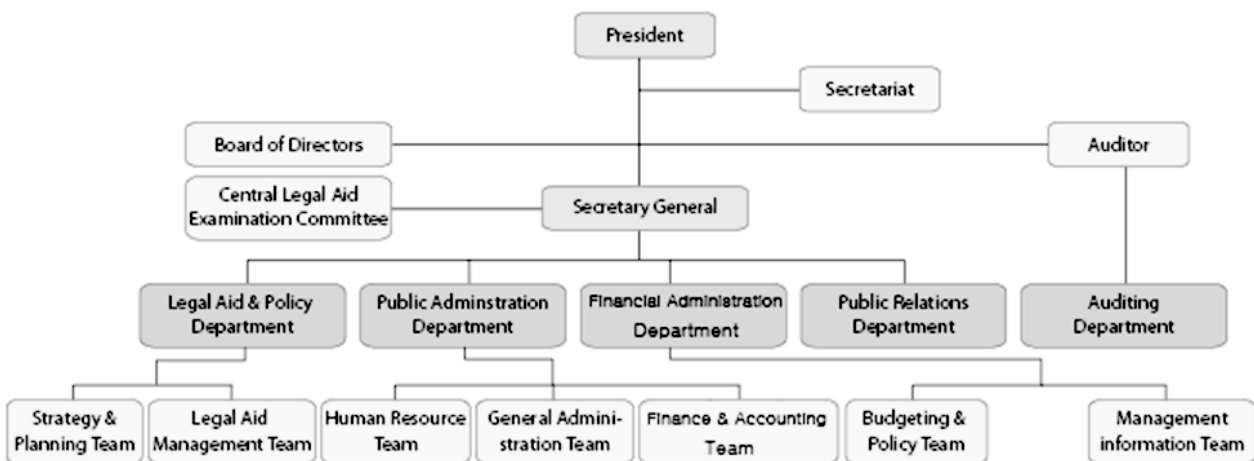 President
Secretariat
Board of Directors
Auditor
Central Legal Aid
Examination Committee
Secretary General
Legal Aid & Policy
Department
Public Adminstration
Department
Financial Administration
Department
Public Relations
Department
Auditing
Department
Strategy &
Planning Team
Legal Aid
Management Team
Human Resource
Team
General Admini-
stration Team
Finance & Accounting
Team
Budgeting &
Policy Team
Management
information Team